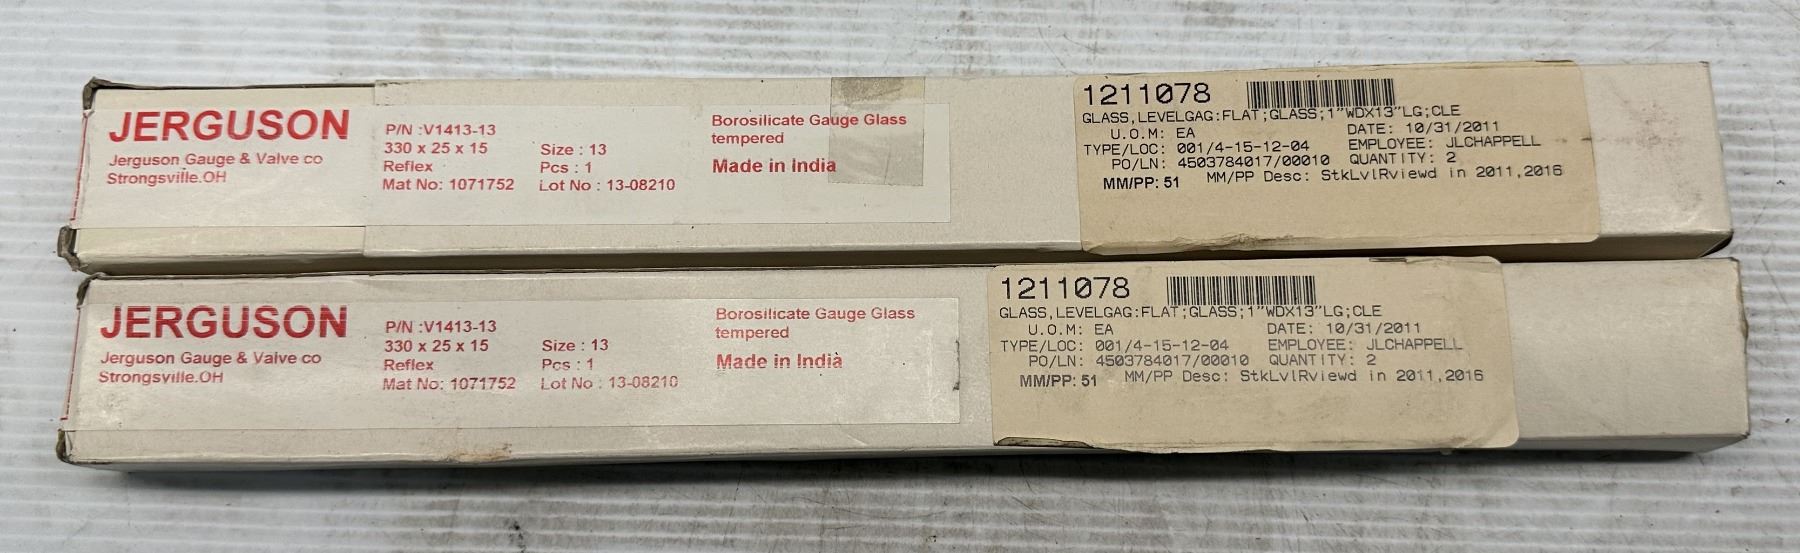 JERGUSON
Jerguson Gauge & Valve co
Strongsville.OH
P/N :V1413-13
330 x 25 x 15
Reflex
Mat No: 1071752
Size : 13
Pcs : 1
Lot No : 13-08210
Borosilicate Gauge Glass
tempered
Made in India
1211078
GLASS,LEVELGAG:FLAT;GLASS;1"WDX13"LG;CLE
U.O.M: EA DATE: 10/31/2011
TYPE/LOC: 001/4-15-12-04 EMPLOYEE: JLCHAPPELL
PO/LN: 4503784017/00010 QUANTITY: 2
MM/PP: 51 MM/PP Desc: StkLvlRviewd in 2011,2016
JERGUSON
Jerguson Gauge & Valve co
Strongsville.OH
P/N :V1413-13
330 x 25 x 15
Reflex
Mat No: 1071752
Size : 13
Pcs : 1
Lot No : 13-08210
Borosilicate Gauge Glass
tempered
Made in India
1211078
GLASS,LEVELGAG:FLAT;GLASS;1"WDX13"LG;CLE
U.O.M: EA DATE: 10/31/2011
TYPE/LOC: 001/4-15-12-04 EMPLOYEE: JLCHAPPELL
PO/LN: 4503784017/00010 QUANTITY: 2
MM/PP: 51 MM/PP Desc: StkLvlRviewd in 2011,2016